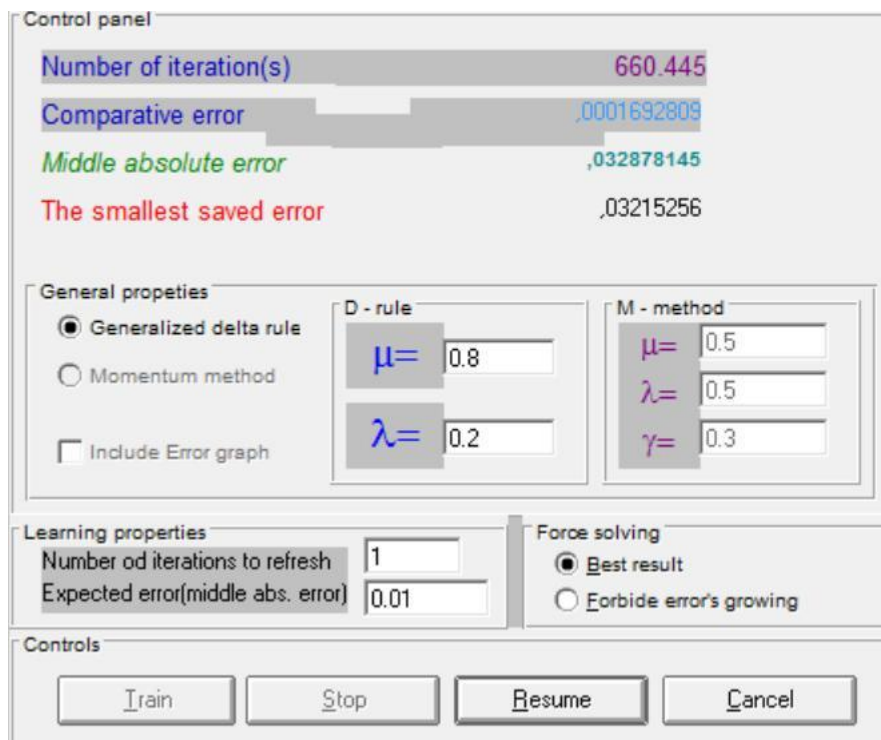 Control panel
Number of iteration(s) 660.445
Comparative error ,0001692809
Middle absolute error ,032878145
The smallest saved error ,03215256
General propeties
Generalized delta rule
Momentum method
Include Error graph
D - rule
μ= 0.8
λ= 0.2
M - method
μ= 0.5
λ= 0.5
γ= 0.3
Learning properties
Number od iterations to refresh 1
Expected error(middle abs. error) 0.01
Force solving
Best result
Forbide error's growing
Controls
Train Stop Resume Cancel